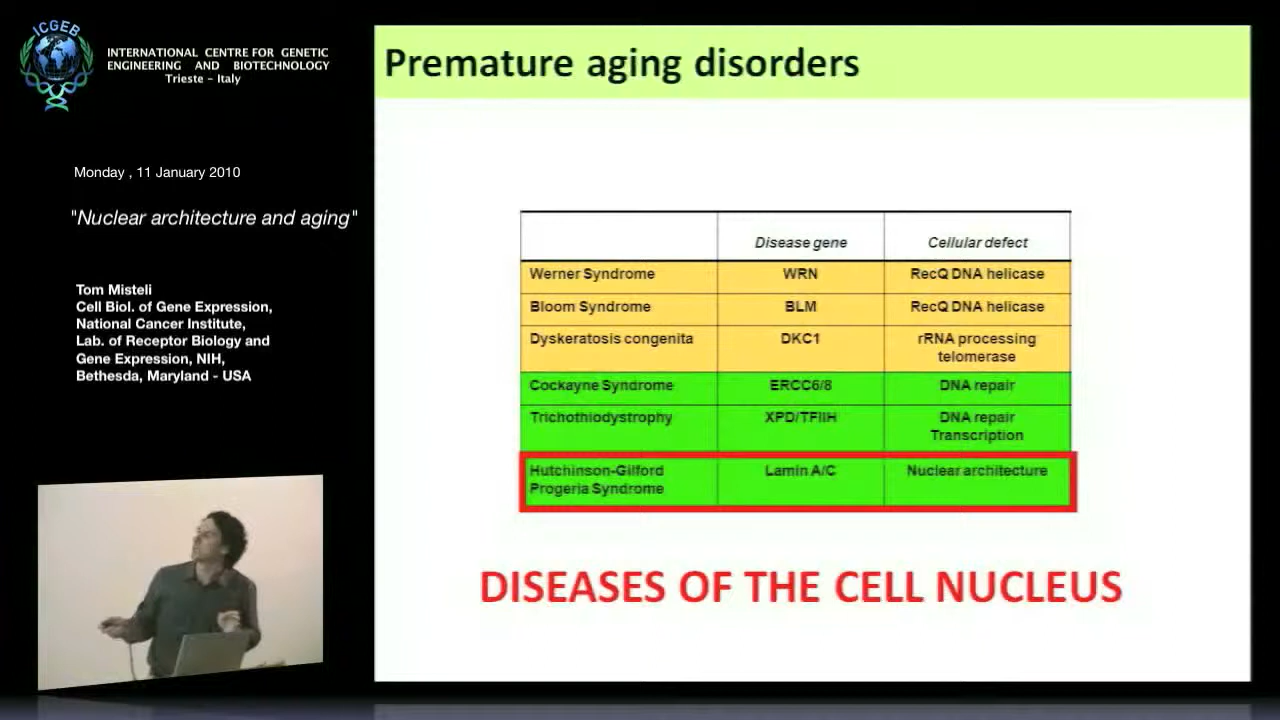 ICGEB
INTERNATIONAL CENTRE FOR GENETIC
ENGINEERING AND BIOTECHNOLOGY
Trieste - Italy
Monday , 11 January 2010
"Nuclear architecture and aging"
Tom Misteli
Cell Biol. of Gene Expression,
National Cancer Institute,
Lab. of Receptor Biology and
Gene Expression, NIH,
Bethesda, Maryland - USA
Premature aging disorders
Disease gene Cellular defect
Werner Syndrome WRN RecQ DNA helicase
Bloom Syndrome BLM RecQ DNA helicase
Dyskeratosis congenita DKC1 rRNA processing
telomerase
Cockayne Syndrome ERCC6/8 DNA repair
Trichothiodystrophy XPD/TFIIH DNA repair
Transcription
Hutchinson-Gilford Lamin A/C Nuclear architecture
Progeria Syndrome
DISEASES OF THE CELL NUCLEUS